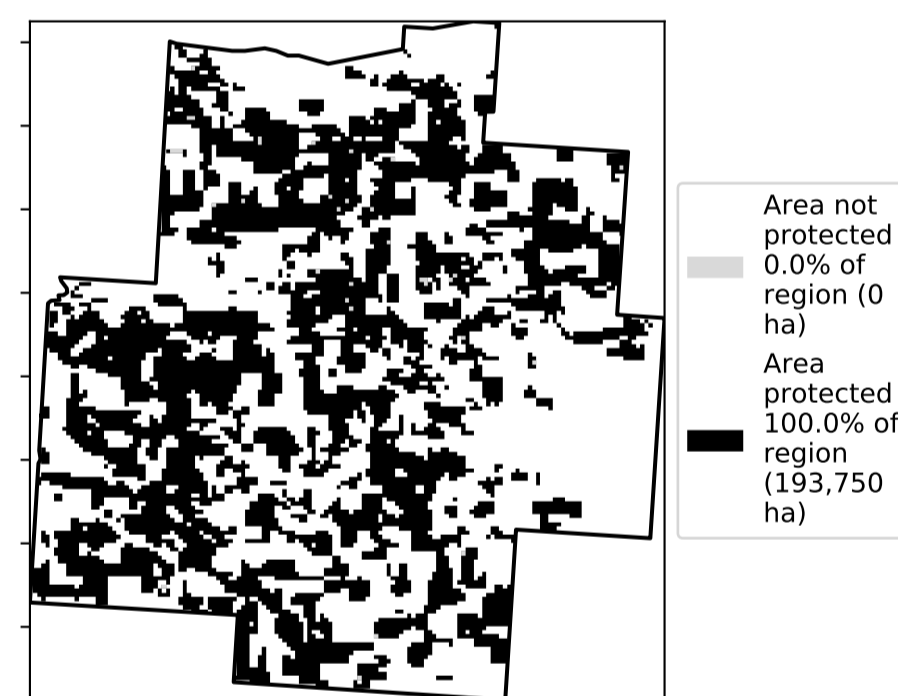 Area not
protected
0.0% of
region (0
ha)
Area
protected
100.0% of
region
(193,750
ha)